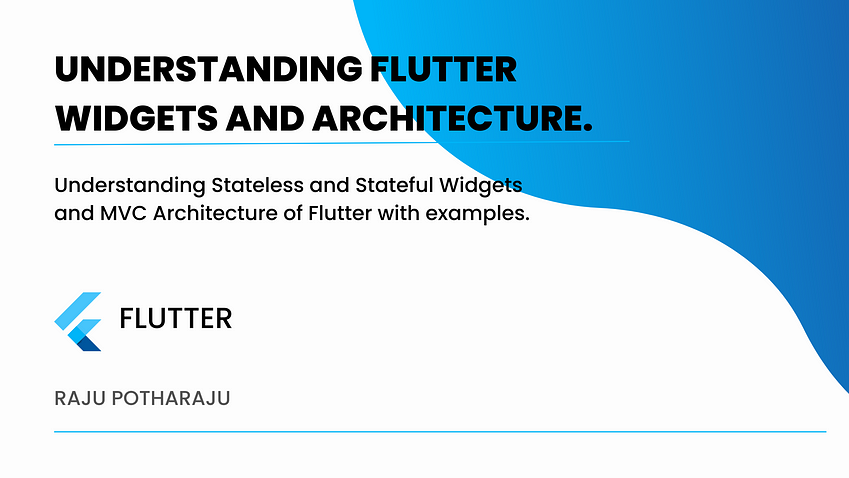 UNDERSTANDING FLUTTER
WIDGETS AND ARCHITECTURE.
Understanding Stateless and Stateful Widgets
and MVC Architecture of Flutter with examples.
FLUTTER
RAJU POTHARAJU